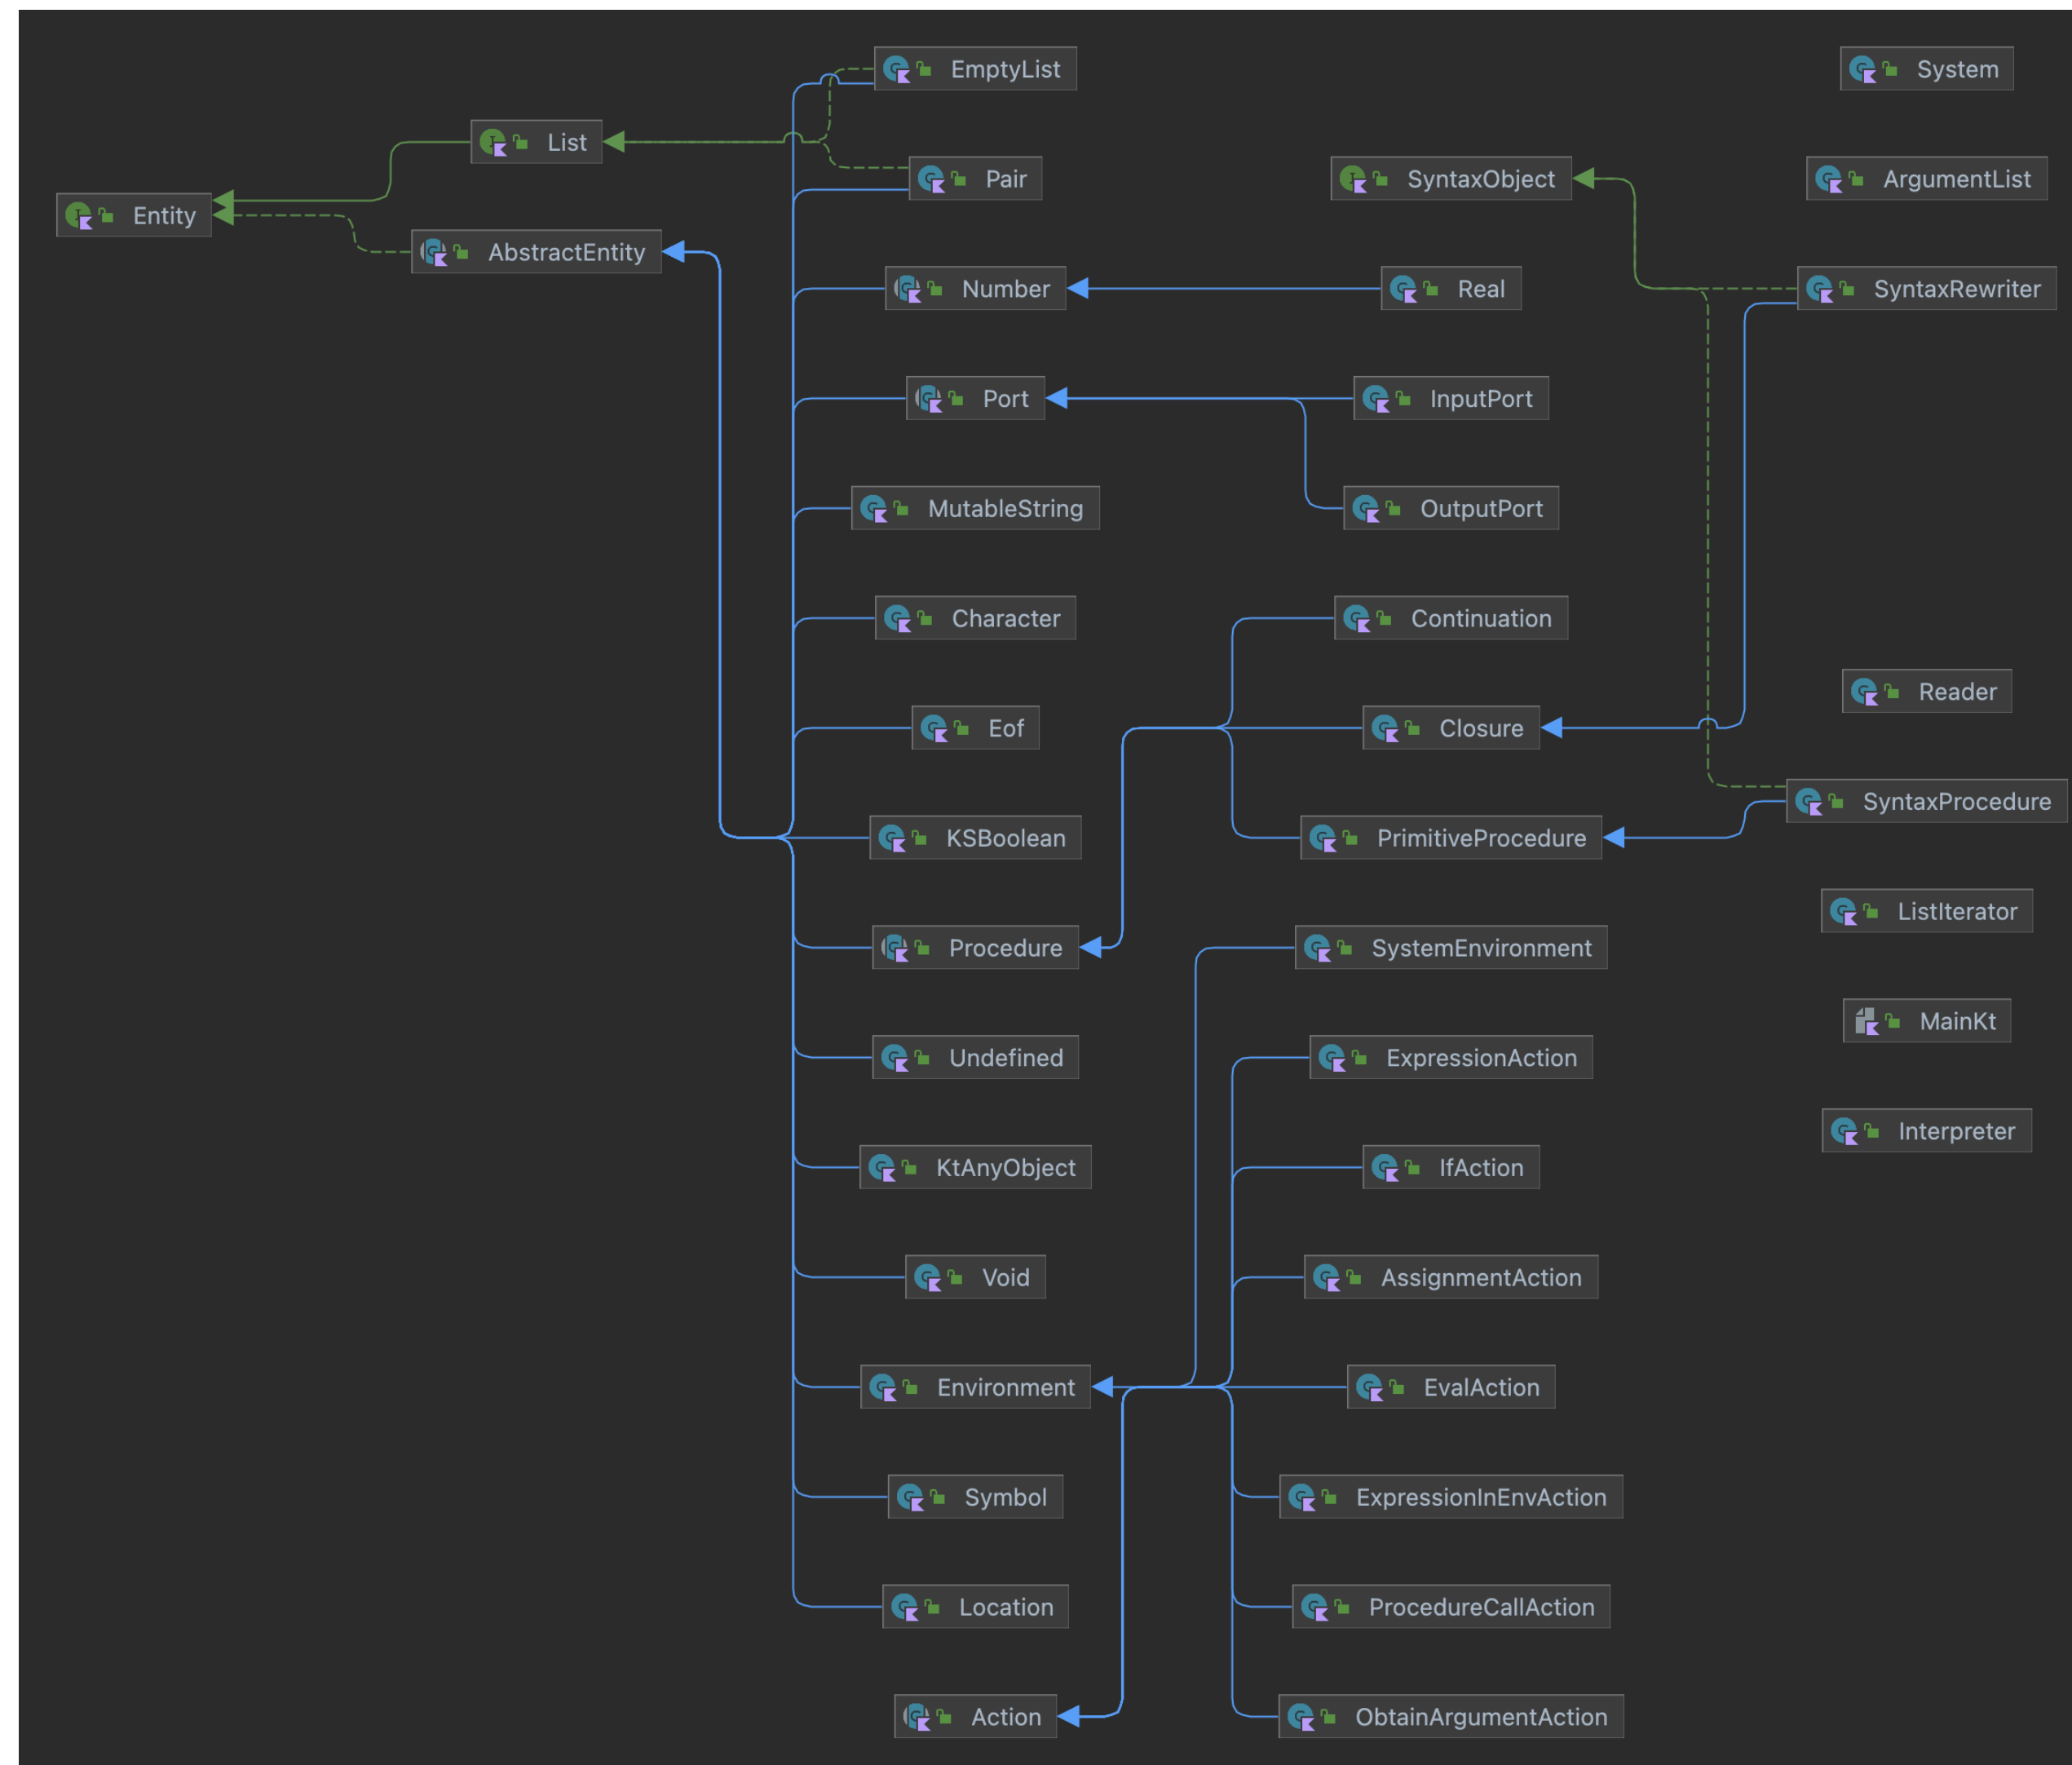 EmptyList
System
List
Pair
SyntaxObject
ArgumentList
Entity
AbstractEntity
Number
Real
SyntaxRewriter
Port
InputPort
MutableString
OutputPort
Character
Continuation
Reader
Eof
Closure
SyntaxProcedure
KSBoolean
PrimitiveProcedure
ListIterator
Procedure
SystemEnvironment
MainKt
Undefined
ExpressionAction
Interpreter
KtAnyObject
IfAction
Void
AssignmentAction
Environment
EvalAction
Symbol
ExpressionInEnvAction
Location
ProcedureCallAction
Action
ObtainArgumentAction